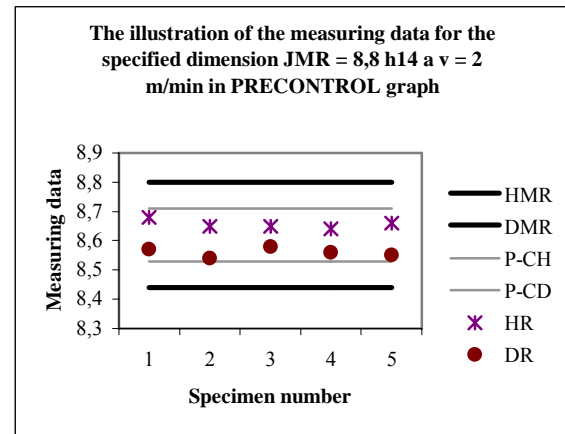 The illustration of the measuring data for the
specified dimension JMR = 8,8 h14 a v = 2
m/min in PRECONTROL graph
Measuring data
8,9
8,8
8,7
8,6
8,5
8,4
8,3
1 2 3 4 5
Specimen number
HMR
DMR
P-CH
P-CD
HR
DR